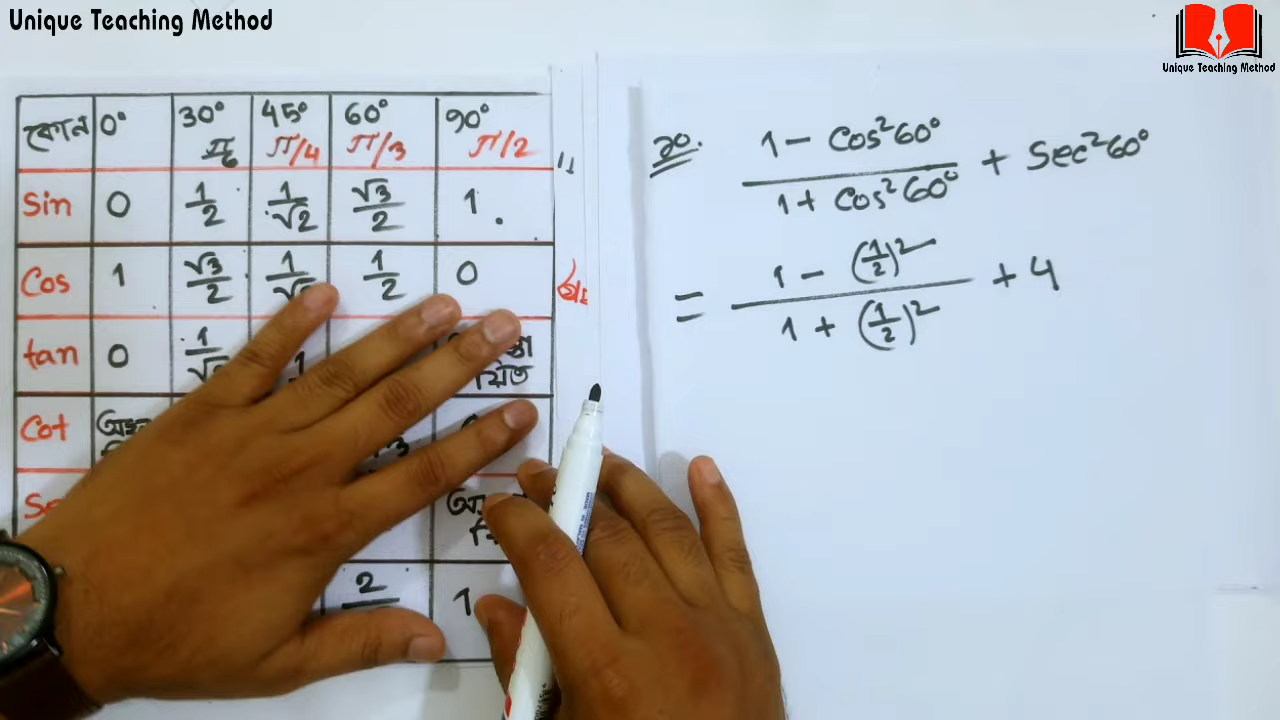 Unique Teaching Method
Unique Teaching Method
কোন 0° 30° 45° 60° 90°
π/6 π/4 π/3 π/2
Sin 0 1/2 1/√2 √3/2 1
Cos 1 √3/2 1/√2 1/2 0
tan 0 1
Cot
2 1
২০. (1 - Cos²60°)/(1 + Cos²60°) + Sec²60°
= (1 - (1/2)²)/(1 + (1/2)²) + 4